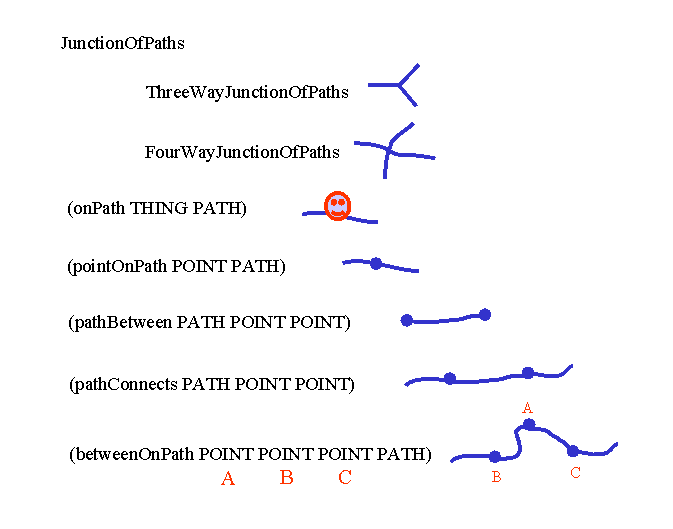 JunctionOfPaths
ThreeWayJunctionOfPaths
FourWayJunctionOfPaths
(onPath THING PATH)
(pointOnPath POINT PATH)
(pathBetween PATH POINT POINT)
(pathConnects PATH POINT POINT)
A
(betweenOnPath POINT POINT POINT PATH)
A B C
B C